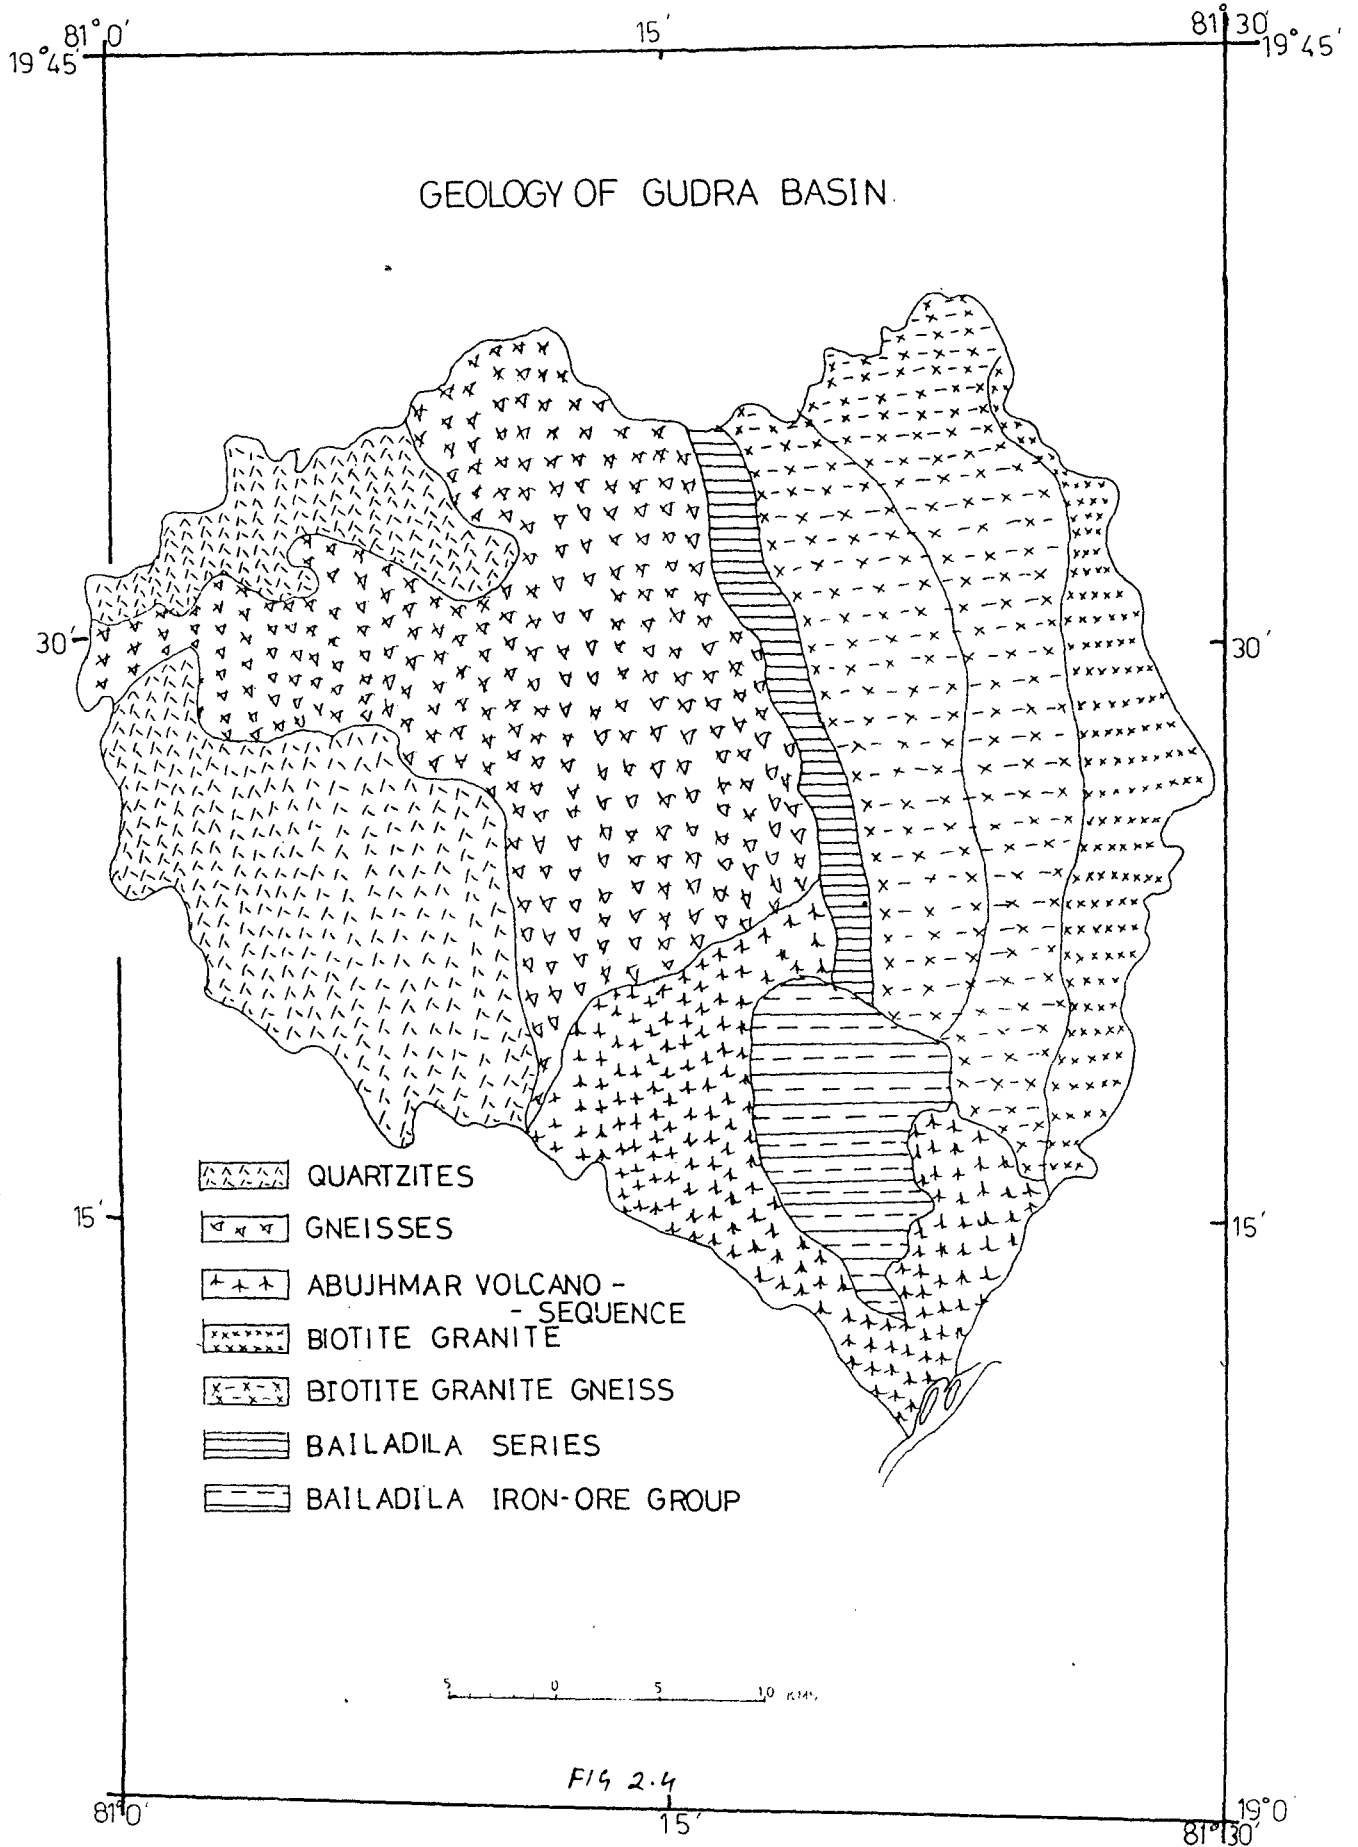 81°0′ 15′ 81°30′
19°45′ 19°45′
GEOLOGY OF GUDRA BASIN
30′ 30′
15′ 15′
QUARTZITES
GNEISSES
ABUJHMAR VOLCANO -
- SEQUENCE
BIOTITE GRANITE
BIOTITE GRANITE GNEISS
BAILADILA SERIES
BAILADILA IRON-ORE GROUP
5 0 5 10 KMS
FIG 2.4
19°0
81°0′ 15′ 81°30′